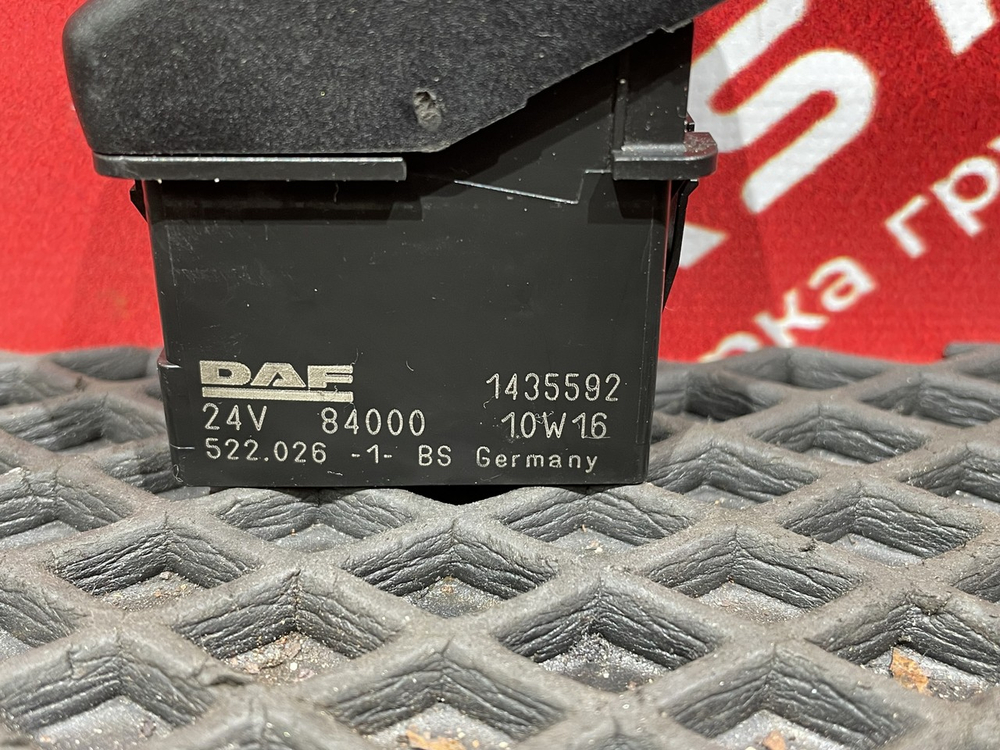 DAF 1435592
24V 84000 10W16
522.026 -1- BS Germany